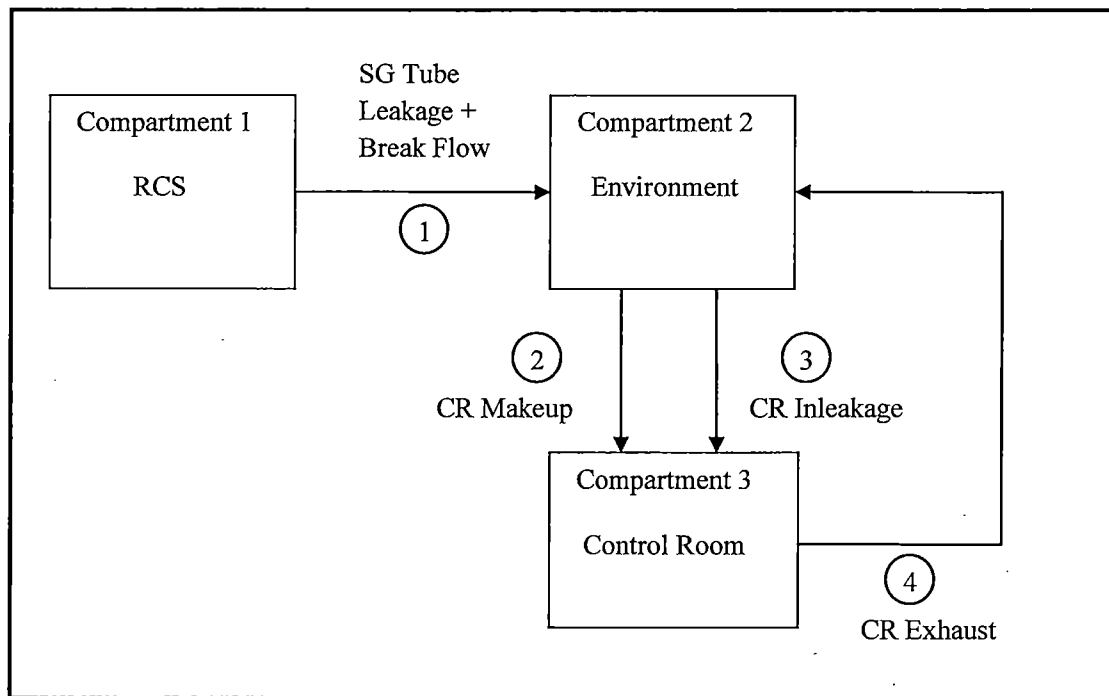 SG Tube
Leakage +
Break Flow
Compartment 1
RCS
1
Compartment 2
Environment
2
CR Makeup
3
CR Inleakage
Compartment 3
Control Room
4
CR Exhaust